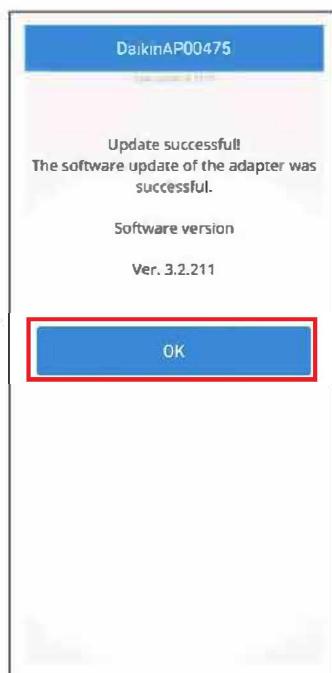 DaikinAP00475
Update successful!
The software update of the adapter was
successful.
Software version
Ver. 3.2.211
OK